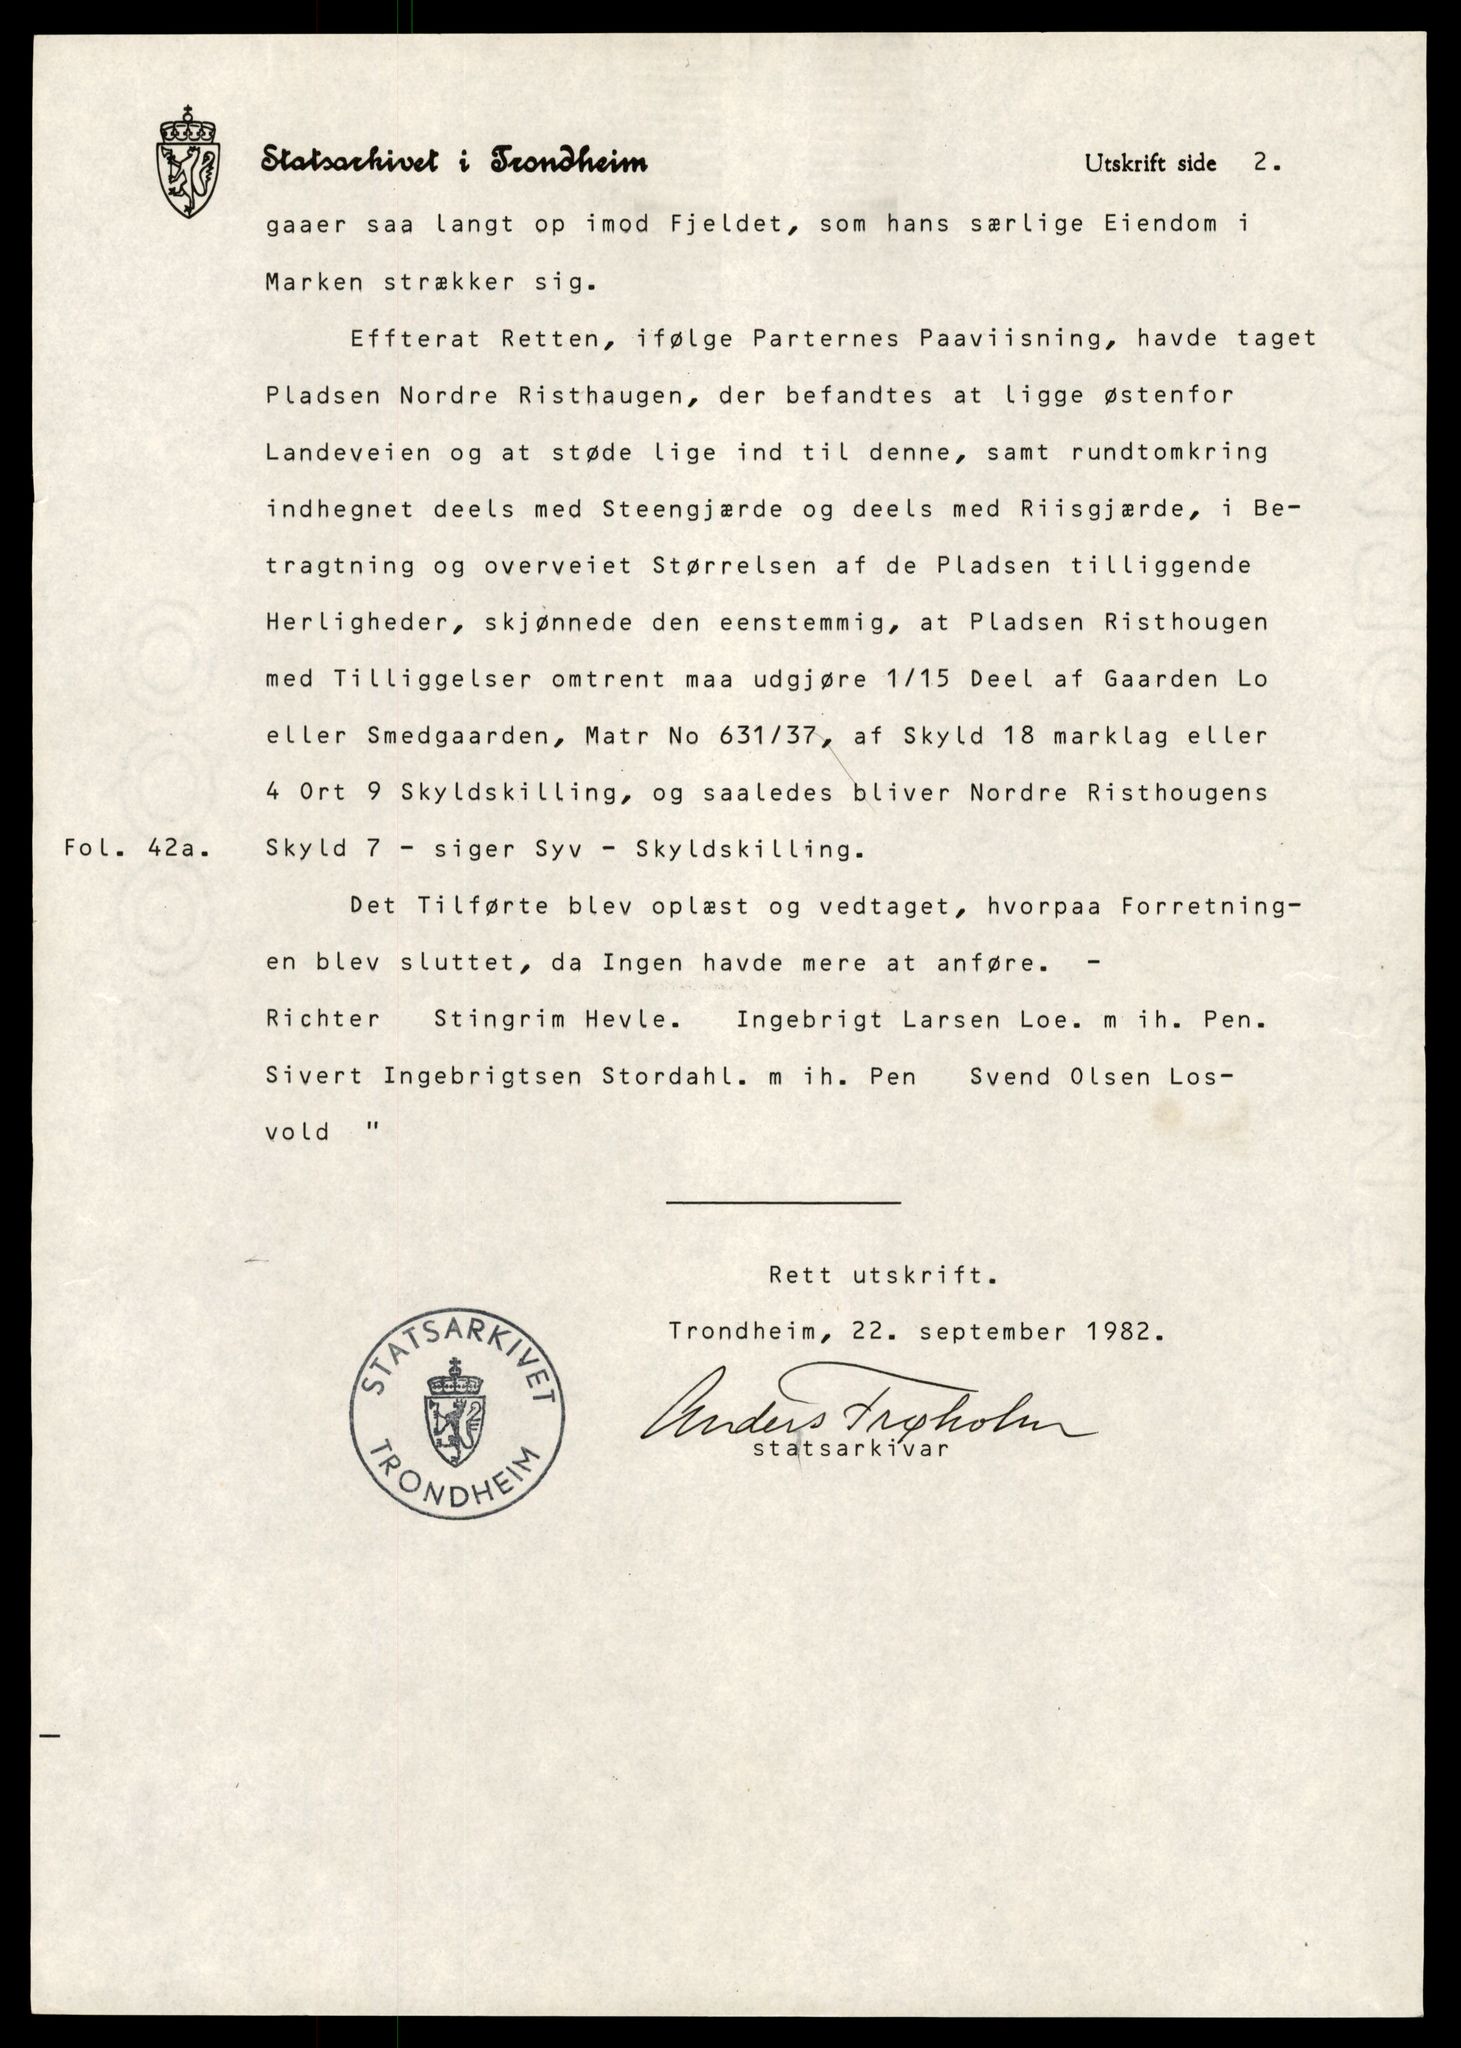 Statsarkivet i Trondheim
Utskrift side 2.
gaaer saa langt op imod Fjeldet, som hans særlige Eiendom i
Marken strækker sig.
Effterat Retten, ifølge Parternes Paaviisning, havde taget
Pladsen Nordre Risthaugen, der befandtes at ligge østenfor
Landeveien og at støde lige ind til denne, samt rundtomkring
indhegnet deels med Steengjærde og deels med Riisgjærde, i Be-
tragtning og overveiet Størrelsen af de Pladsen tilliggende
Herligheder, skjønnede den eenstemmig, at Pladsen Risthougen
med Tilliggelser omtrent maa udgjøre 1/15 Deel af Gaarden Lo
eller Smedgaarden, Matr No 631/37, af Skyld 18 marklag eller
4 Ort 9 Skyldskilling, og saaledes bliver Nordre Risthougens
Fol. 42a. Skyld 7 - siger Syv - Skyldskilling.
Det Tilførte blev oplæst og vedtaget, hvorpaa Forretning-
en blev sluttet, da Ingen havde mere at anføre. -
Richter Stingrim Hevle. Ingebrigt Larsen Loe. m ih. Pen.
Sivert Ingebrigtsen Stordahl. m ih. Pen Svend Olsen Los-
vold "
Rett utskrift.
Trondheim, 22. september 1982.
Anders
statsarkivar
STATSARKIVET
TRONDHEIM